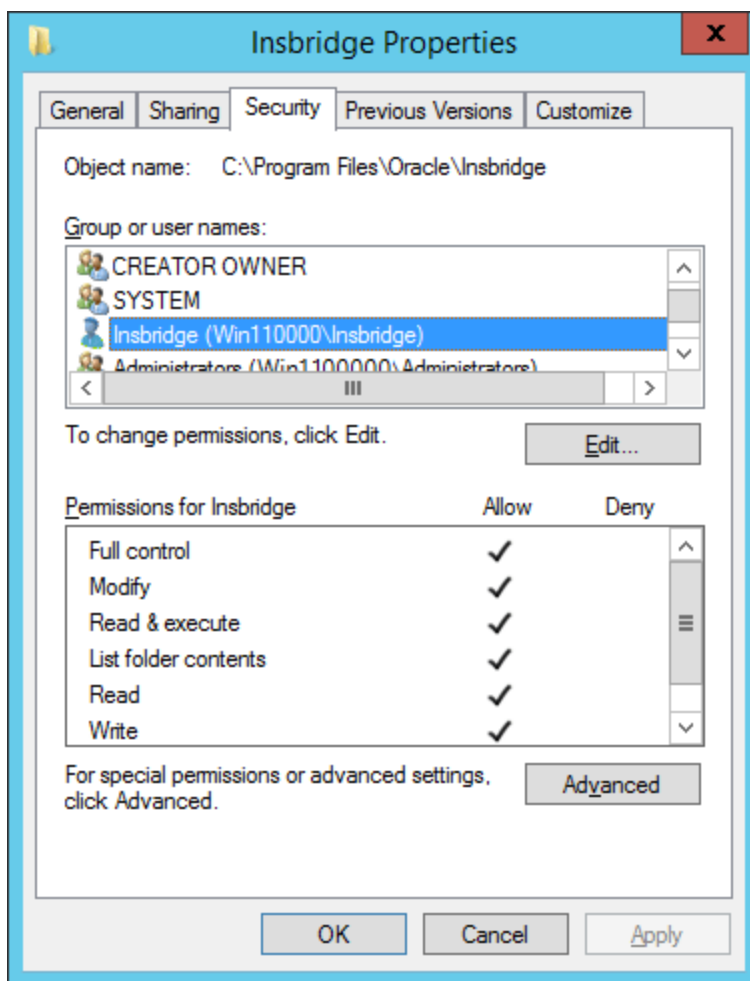 Insbridge Properties
x
General Sharing Security Previous Versions Customize
Object name: C:\Program Files\Oracle\Insbridge
Group or user names:
CREATOR OWNER
SYSTEM
Insbridge (Win110000\Insbridge)
Administrators (Win1100000\Administrators)
To change permissions, click Edit.
Edit...
Permissions for Insbridge Allow Deny
Full control
Modify
Read & execute
List folder contents
Read
Write
For special permissions or advanced settings,
click Advanced.
Advanced
OK Cancel Apply